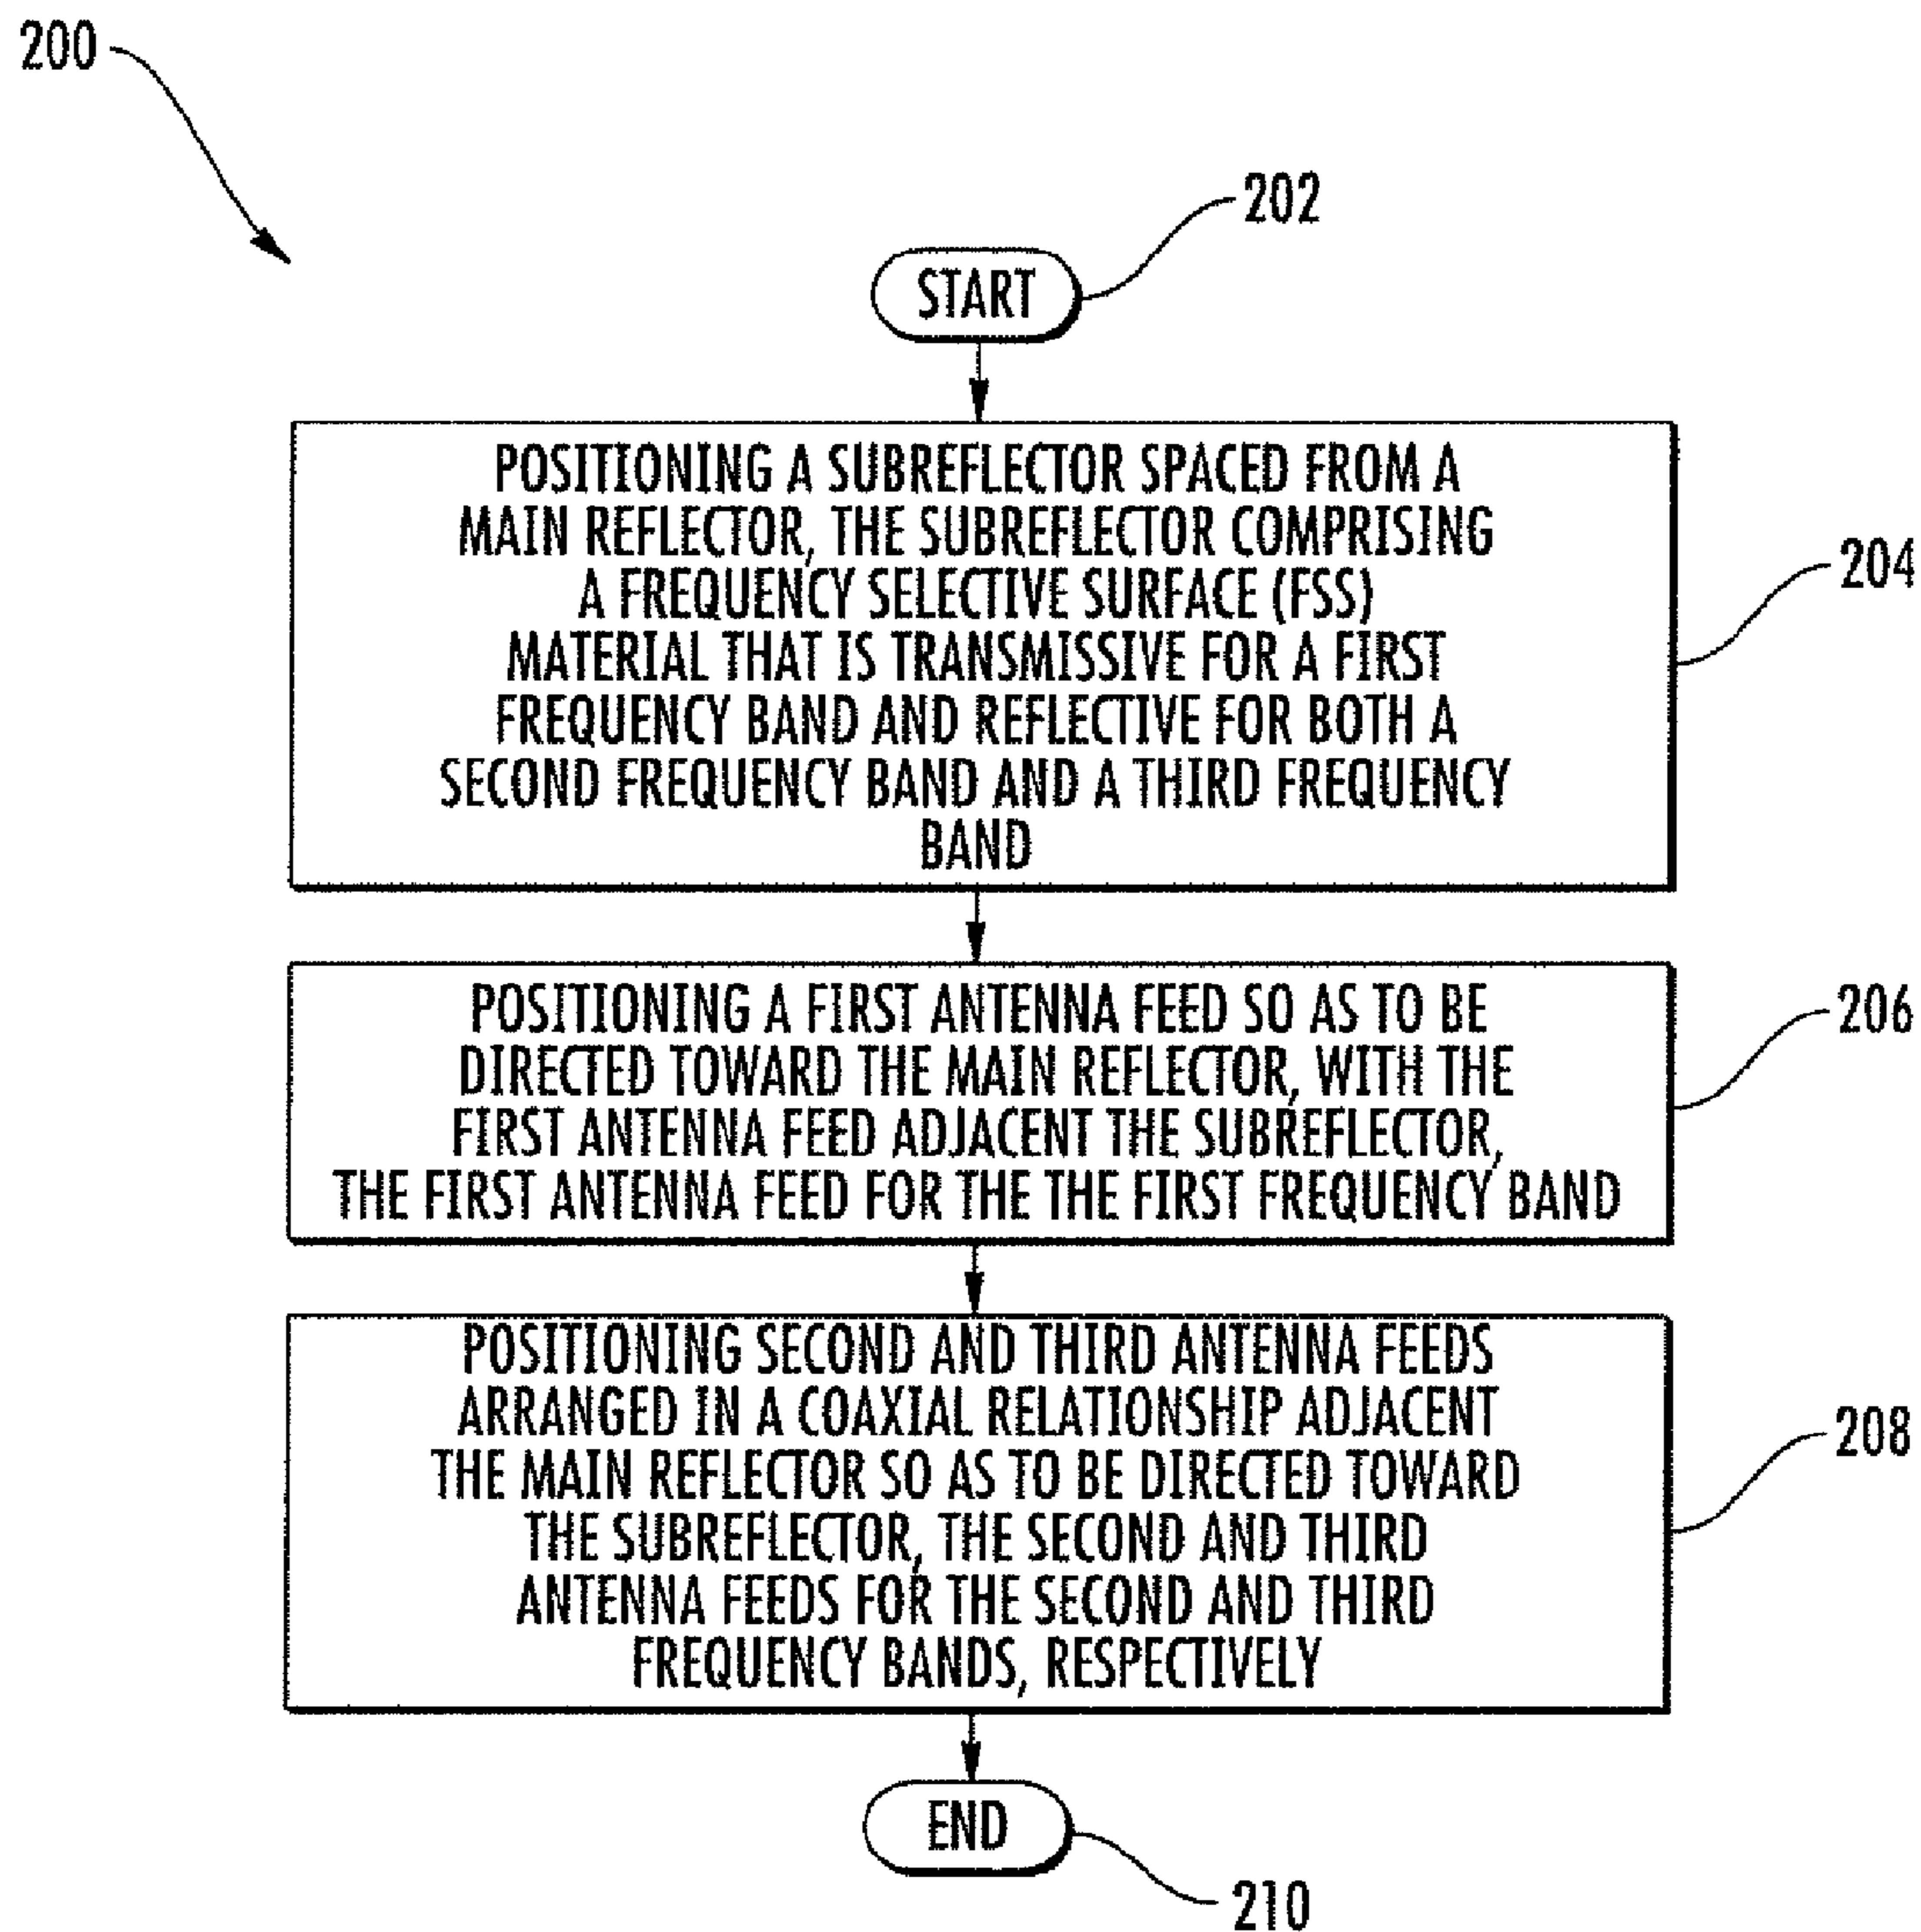 200
202
START
POSITIONING A SUBREFLECTOR SPACED FROM A
MAIN REFLECTOR, THE SUBREFLECTOR COMPRISING
A FREQUENCY SELECTIVE SURFACE (FSS)
MATERIAL THAT IS TRANSMISSIVE FOR A FIRST
FREQUENCY BAND AND REFLECTIVE FOR BOTH A
SECOND FREQUENCY BAND AND A THIRD FREQUENCY
BAND
204
POSITIONING A FIRST ANTENNA FEED SO AS TO BE
DIRECTED TOWARD THE MAIN REFLECTOR, WITH THE
FIRST ANTENNA FEED ADJACENT THE SUBREFLECTOR,
THE FIRST ANTENNA FEED FOR THE THE FIRST FREQUENCY BAND
206
POSITIONING SECOND AND THIRD ANTENNA FEEDS
ARRANGED IN A COAXIAL RELATIONSHIP ADJACENT
THE MAIN REFLECTOR SO AS TO BE DIRECTED TOWARD
THE SUBREFLECTOR, THE SECOND AND THIRD
ANTENNA FEEDS FOR THE SECOND AND THIRD
FREQUENCY BANDS, RESPECTIVELY
208
END
210